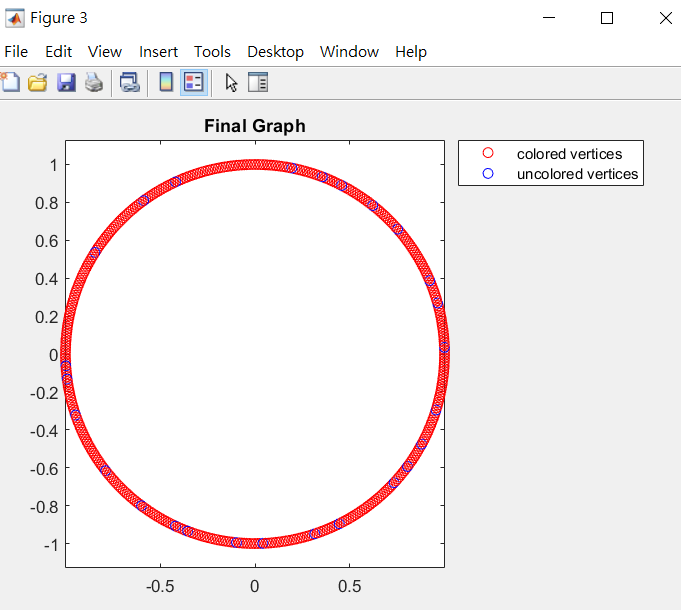 Figure 3
File Edit View Insert Tools Desktop Window Help
Final Graph
colored vertices
uncolored vertices
1
0.8
0.6
0.4
0.2
0
-0.2
-0.4
-0.6
-0.8
-1
-0.5 0 0.5